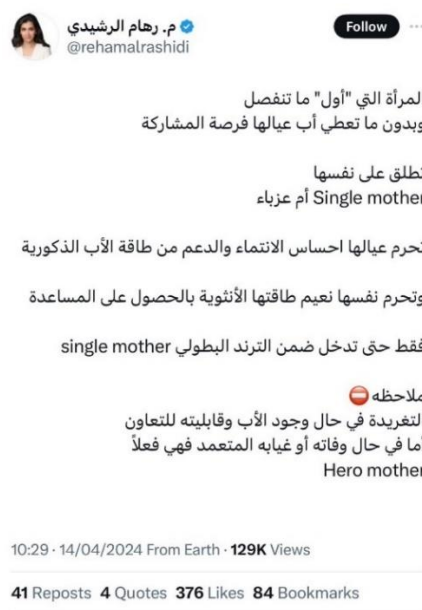 م. رهام الرشيدي
Follow
@rehamalrashidi
لمرأة التي "أول" ما تنفصل
وبدون ما تعطي أب عيالها فرصة المشاركة
تطلق على نفسها
Single mother أم عزباء
تحرم عيالها احساس الانتماء والدعم من طاقة الأب الذكورية
وتحرم نفسها نعيم طاقتها الأنثوية بالحصول على المساعدة
فقط حتى تدخل ضمن الترند البطولي single mother
ملاحظه ⛔
لتغريدة في حال وجود الأب وقابليته للتعاون
أما في حال وفاته أو غيابه المتعمد فهي فعلاً
Hero mother
10:29 · 14/04/2024 From Earth · 129K Views
41 Reposts 4 Quotes 376 Likes 84 Bookmarks